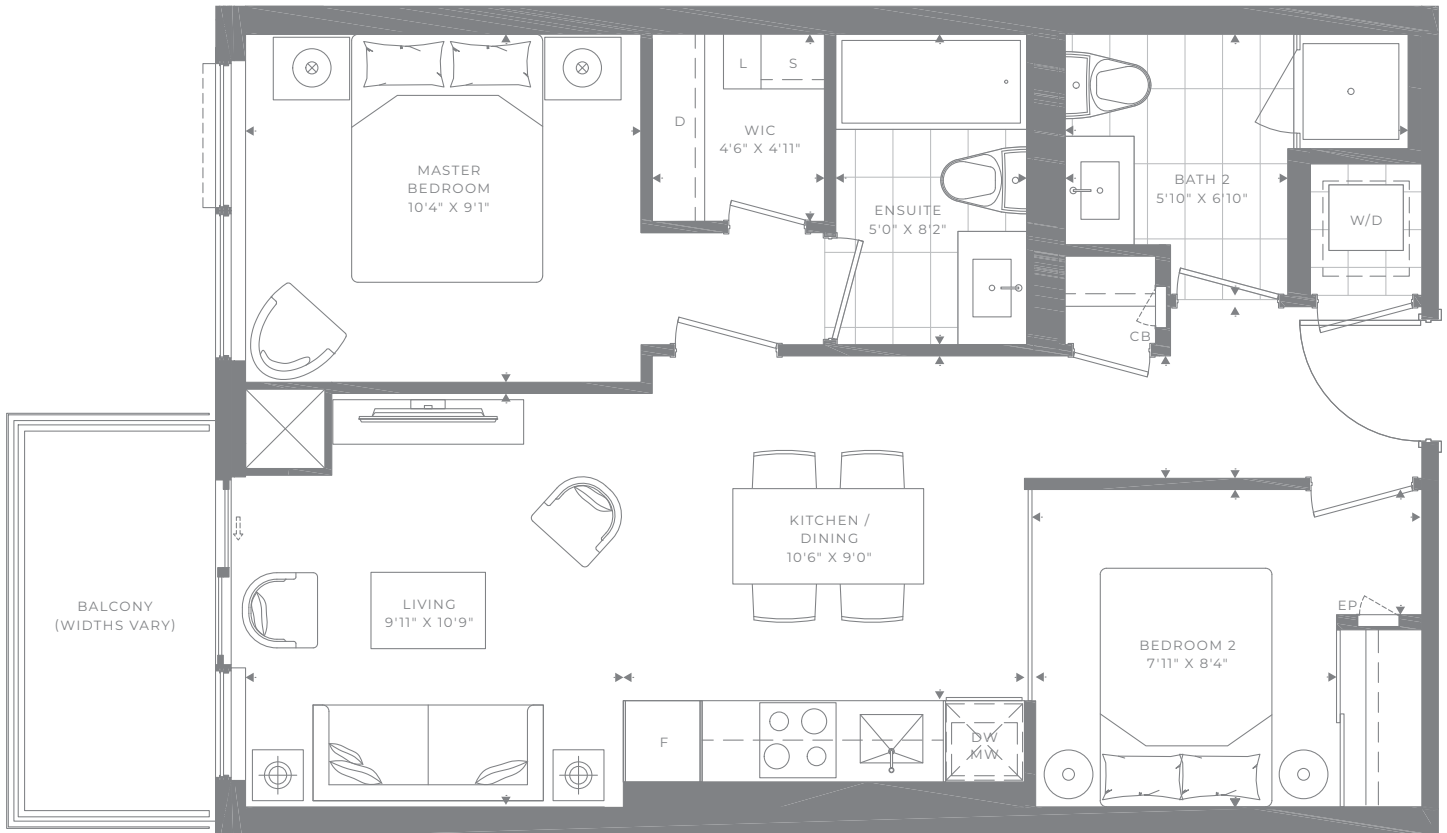 L
S
D
WIC
4'6" X 4'11"
MASTER
BEDROOM
10'4" X 9'1"
ENSUITE
5'0" X 8'2"
BATH 2
5'10" X 6'10"
W/D
CB
KITCHEN /
DINING
10'6" X 9'0"
BALCONY
(WIDTHS VARY)
LIVING
9'11" X 10'9"
EP
BEDROOM 2
7'11" X 8'4"
F
DW
MW